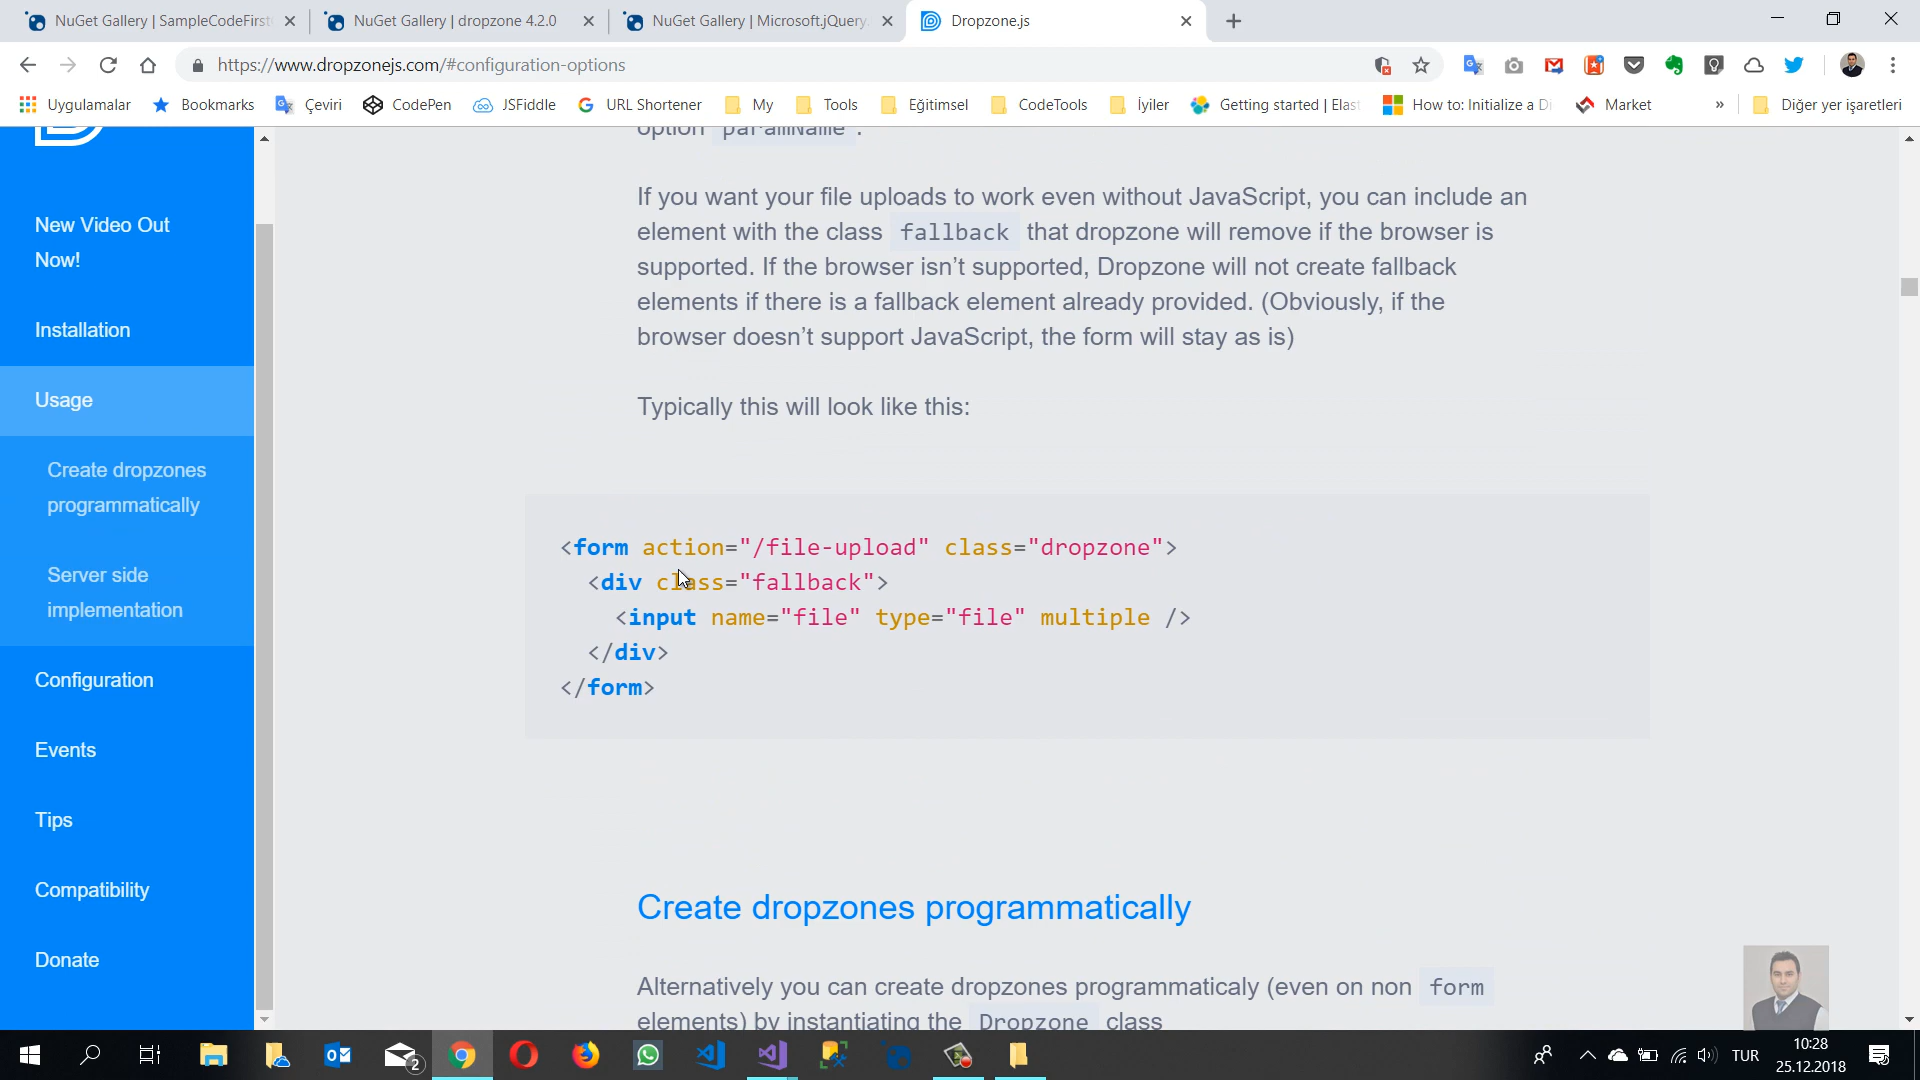 NuGet Gallery | SampleCodeFirst
NuGet Gallery | dropzone 4.2.0
NuGet Gallery | Microsoft.jQuery.
Dropzone.js
https://www.dropzonejs.com/#configuration-options
Uygulamalar
Bookmarks
Çeviri
CodePen
JSFiddle
URL Shortener
My
Tools
Eğitimsel
CodeTools
İyiler
Getting started | Elast
How to: Initialize a Di
Market
»
Diğer yer işaretleri
New Video Out
Now!
Installation
Usage
Create dropzones
programmatically
Server side
implementation
Configuration
Events
Tips
Compatibility
Donate
option paramName .
If you want your file uploads to work even without JavaScript, you can include an
element with the class fallback that dropzone will remove if the browser is
supported. If the browser isn’t supported, Dropzone will not create fallback
elements if there is a fallback element already provided. (Obviously, if the
browser doesn’t support JavaScript, the form will stay as is)
Typically this will look like this:
<form action="/file-upload" class="dropzone">
<div class="fallback">
<input name="file" type="file" multiple />
</div>
</form>
Create dropzones programmatically
Alternatively you can create dropzones programmaticaly (even on non form
elements) by instantiating the Dropzone class
2
TUR
10:28
25.12.2018